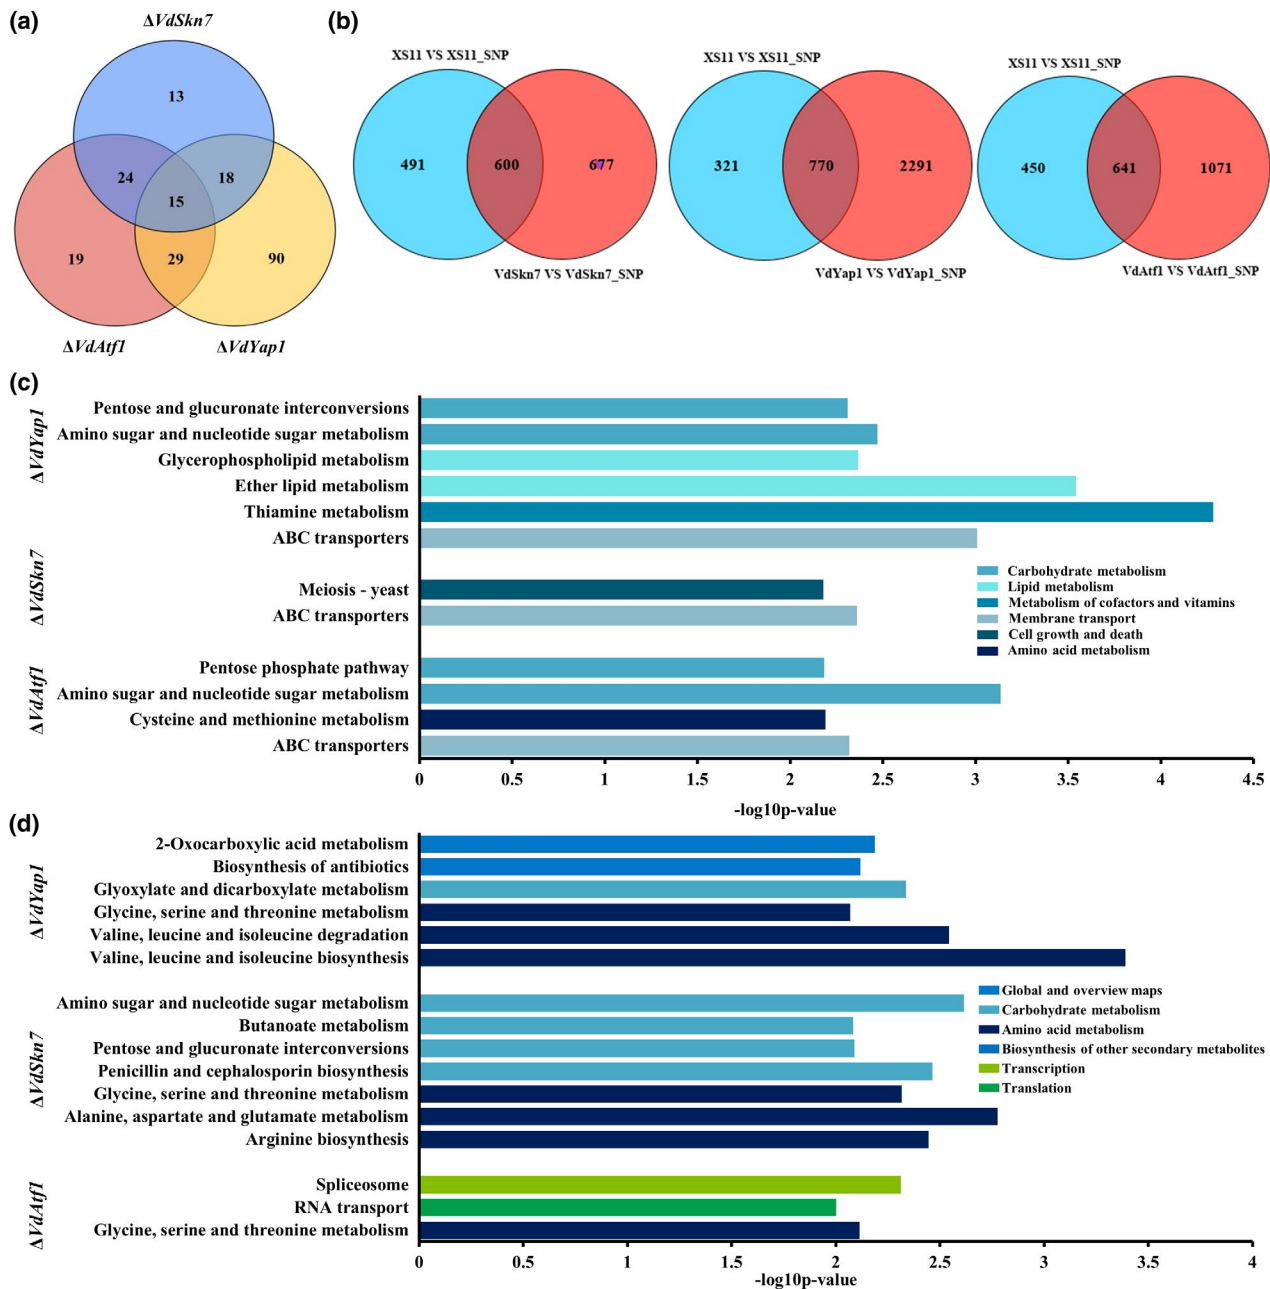 (a)
ΔVdSkn7
13
24
18
15
19
29
90
ΔVdAtf1
ΔVdYap1
(b)
XS11 VS XS11_SNP
491
600
677
VdSkn7 VS VdSkn7_SNP
XS11 VS XS11_SNP
321
770
2291
VdYap1 VS VdYap1_SNP
XS11 VS XS11_SNP
450
641
1071
VdAtf1 VS VdAtf1_SNP
(c)
ΔVdYap1
Pentose and glucuronate interconversions
Amino sugar and nucleotide sugar metabolism
Glycerophospholipid metabolism
Ether lipid metabolism
Thiamine metabolism
ABC transporters
ΔVdSkn7
Meiosis - yeast
ABC transporters
ΔVdAtf1
Pentose phosphate pathway
Amino sugar and nucleotide sugar metabolism
Cysteine and methionine metabolism
ABC transporters
Carbohydrate metabolism
Lipid metabolism
Metabolism of cofactors and vitamins
Membrane transport
Cell growth and death
Amino acid metabolism
0 0.5 1 1.5 2 2.5 3 3.5 4 4.5
-log10p-value
(d)
ΔVdYap1
2-Oxocarboxylic acid metabolism
Biosynthesis of antibiotics
Glyoxylate and dicarboxylate metabolism
Glycine, serine and threonine metabolism
Valine, leucine and isoleucine degradation
Valine, leucine and isoleucine biosynthesis
ΔVdSkn7
Amino sugar and nucleotide sugar metabolism
Butanoate metabolism
Pentose and glucuronate interconversions
Penicillin and cephalosporin biosynthesis
Glycine, serine and threonine metabolism
Alanine, aspartate and glutamate metabolism
Arginine biosynthesis
ΔVdAtf1
Spliceosome
RNA transport
Glycine, serine and threonine metabolism
Global and overview maps
Carbohydrate metabolism
Amino acid metabolism
Biosynthesis of other secondary metabolites
Transcription
Translation
0 0.5 1 1.5 2 2.5 3 3.5 4
-log10p-value